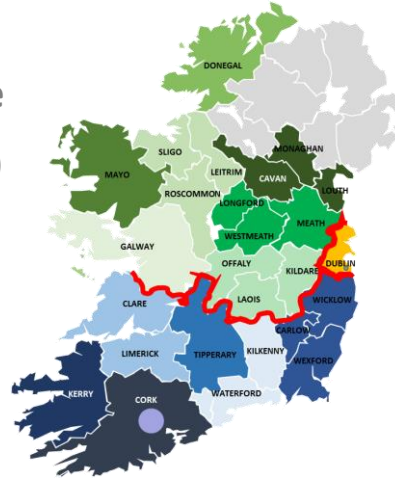 DONEGAL
e
MONAGHAN
SLIGO
LEITRIM
CAVAN
MAYO
ROSCOMMON
LONGFORD
LOUTH
MEATH
WESTMEATH
GALWAY
OFFALY
DUBLIN
KILDARE
WICKLOW
LAOIS
CLARE
CARLOW
LIMERICK
TIPPERARY
KILKENNY
WEXFORD
KERRY
CORK
WATERFORD